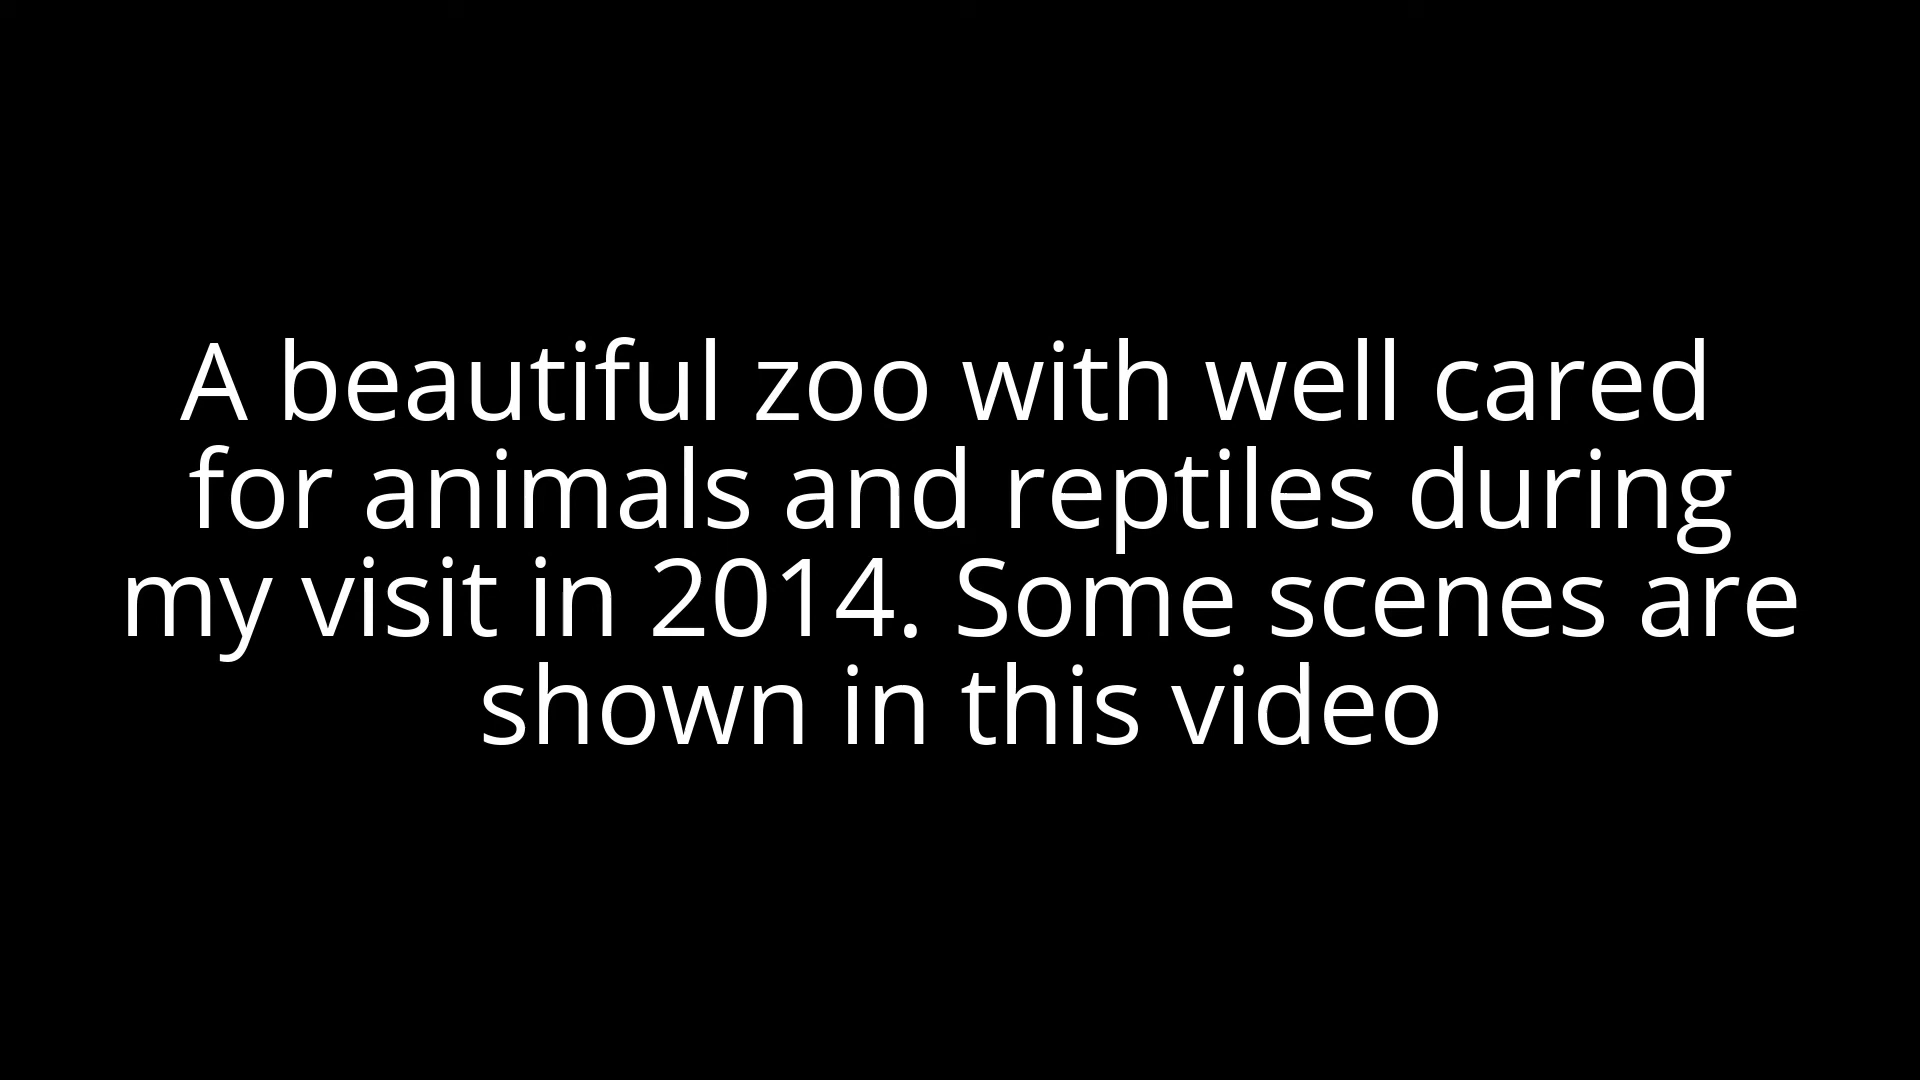 A beautiful zoo with well cared
for animals and reptiles during
my visit in 2014. Some scenes are
shown in this video